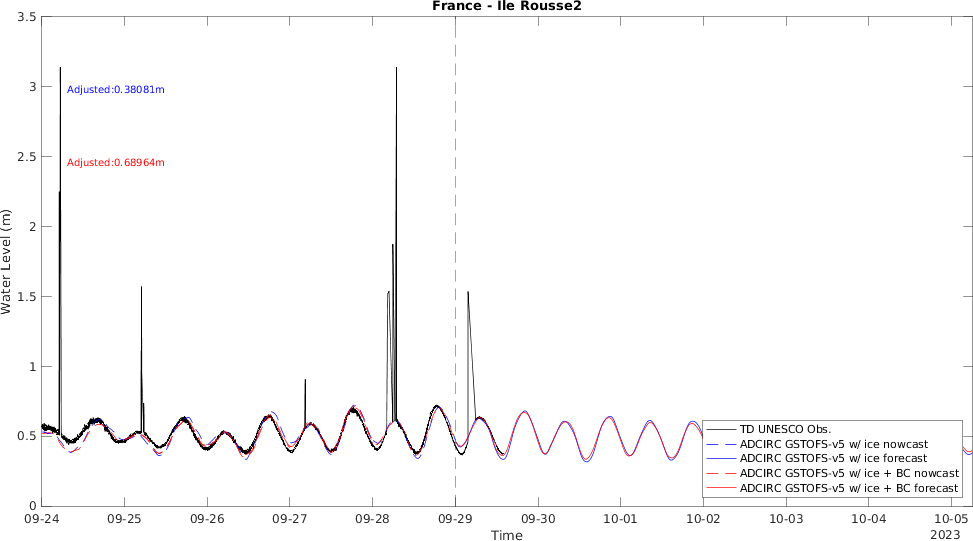 France - Ile Rousse2
3.5
3
2.5
2
1.5
1
0.5
0
Water Level (m)
Adjusted:0.38081m
Adjusted:0.68964m
TD UNESCO Obs.
ADCIRC GSTOFS-v5 w/ ice nowcast
ADCIRC GSTOFS-v5 w/ ice forecast
ADCIRC GSTOFS-v5 w/ ice + BC nowcast
ADCIRC GSTOFS-v5 w/ ice + BC forecast
09-24 09-25 09-26 09-27 09-28 09-29 09-30 10-01 10-02 10-03 10-04 10-05
Time
2023